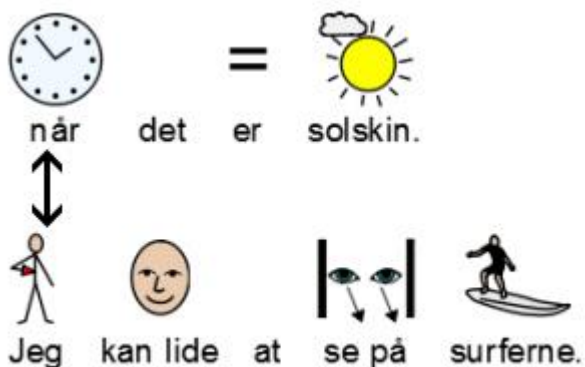 når det er solskin.
Jeg kan lide at se på surferne.